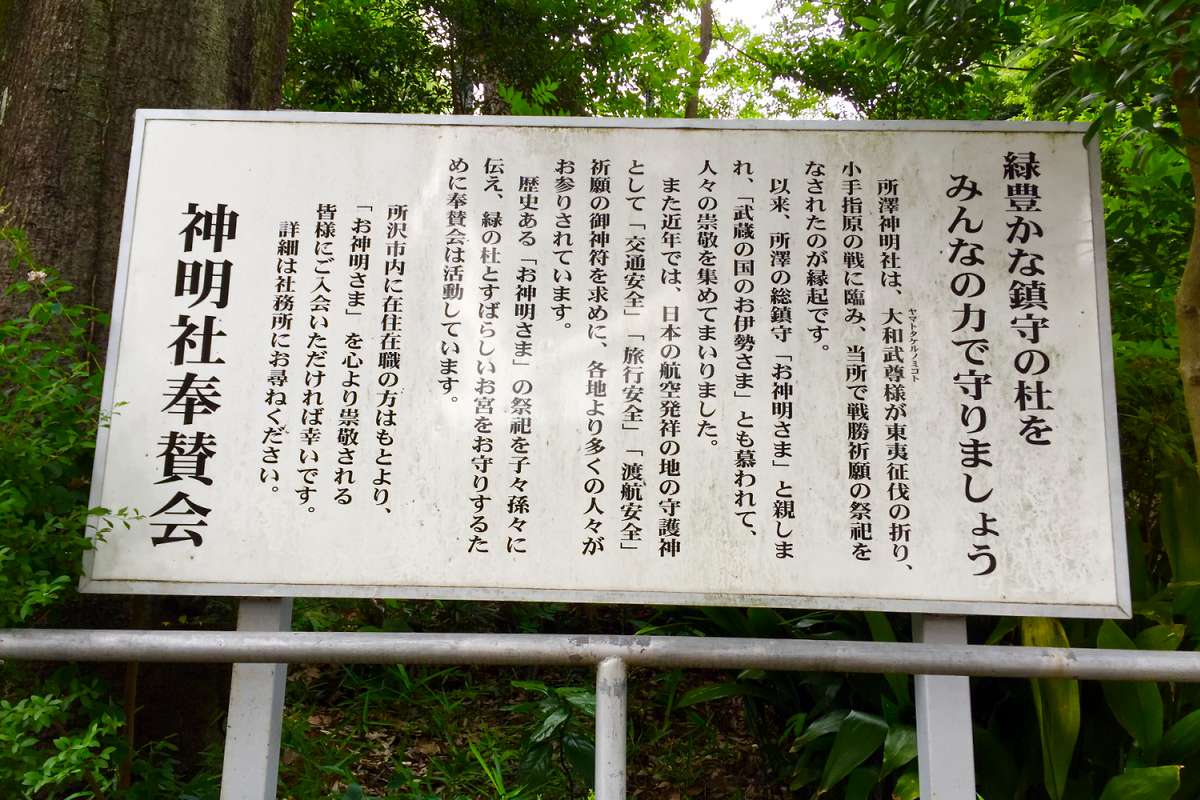 緑豊かな鎮守の杜を
みんなの力で守りましょう
所澤神明社は、大和武尊様が東夷征伐の折り、
ヤマトタケルノミコト
小手指原の戦に臨み、当所で戦勝祈願の祭祀を
なされたのが縁起です。
以来、所澤の総鎮守「お神明さま」と親しま
れ、「武蔵の国のお伊勢さま」とも慕われて、
人々の崇敬を集めてまいりました。
また近年では、日本の航空発祥の地の守護神
として「交通安全」「旅行安全」「渡航安全」
祈願の御神符を求めに、各地より多くの人々が
お参りされています。
歴史ある「お神明さま」の祭祀を子々孫々に
伝え、緑の杜とすばらしいお宮をお守りするた
めに奉賛会は活動しています。
所沢市内に在住在職の方はもとより、
「お神明さま」を心より崇敬される
皆様にご入会いただければ幸いです。
詳細は社務所にお尋ねください。
神明社奉賛会